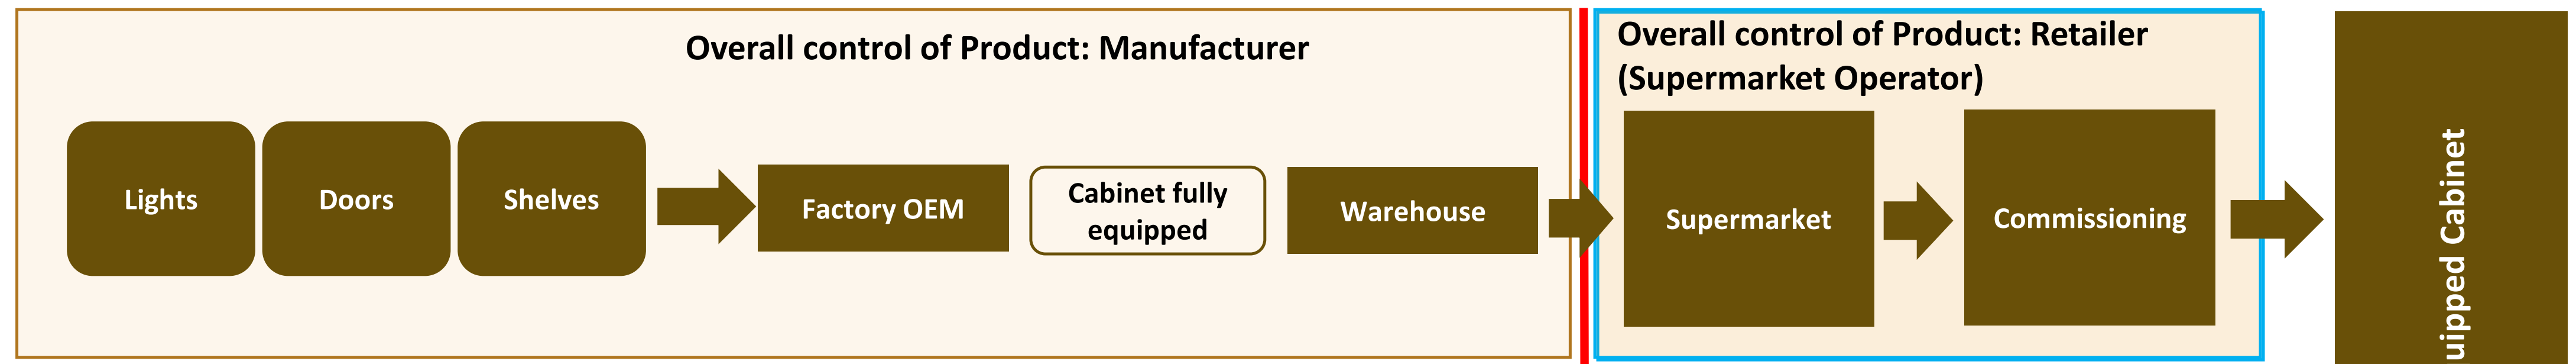 Overall control of Product: Manufacturer
Lights
Doors
Shelves
Factory OEM
Cabinet fully
equipped
Warehouse
Overall control of Product: Retailer
(Supermarket Operator)
Supermarket
Commissioning
Cabinet